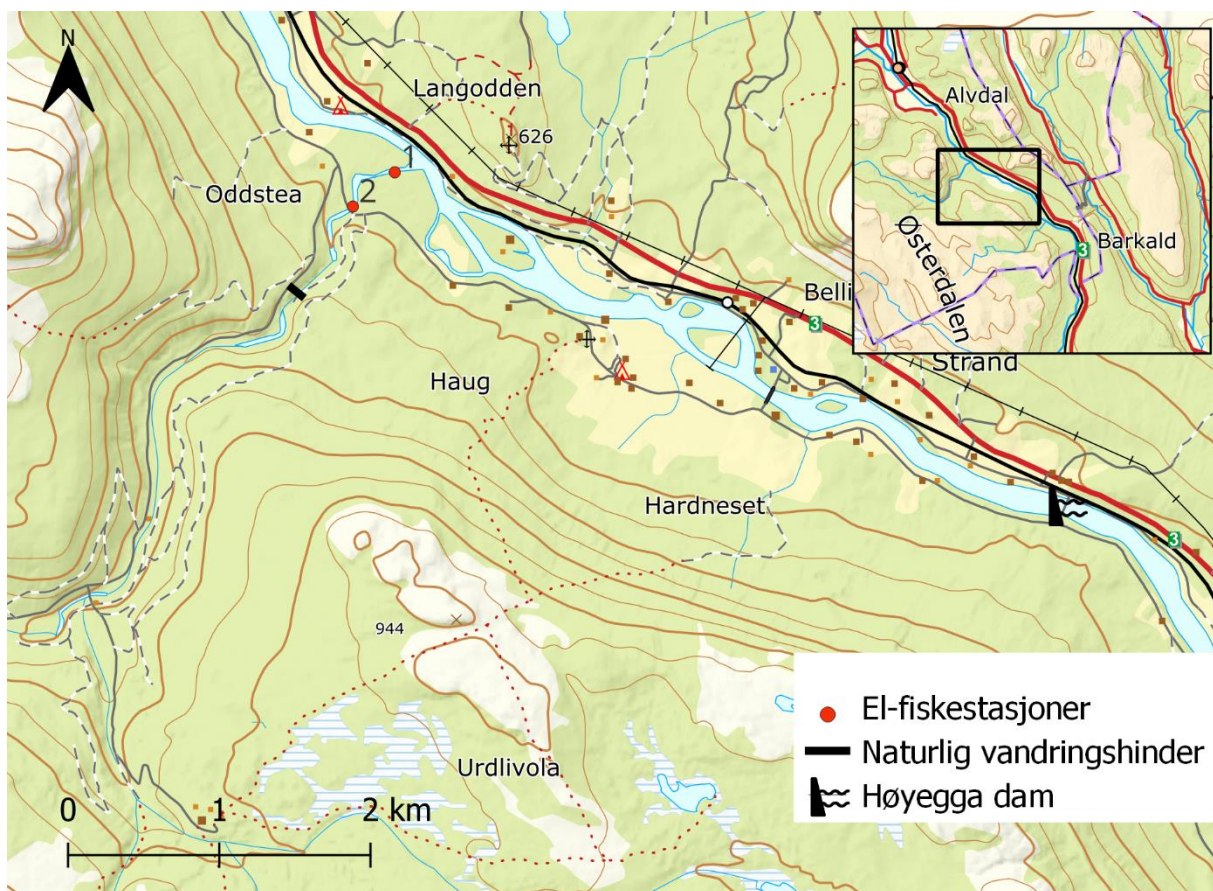 N
Langodden
626
1
2
Oddstea
Haug
Belli
3
Strand
Hardneset
3
944
Urdlivola
0 1 2 km
Alvdal
Barkald
3
Østerdalen
El-fiskestasjoner
Naturlig vandringshinder
Høyegga dam